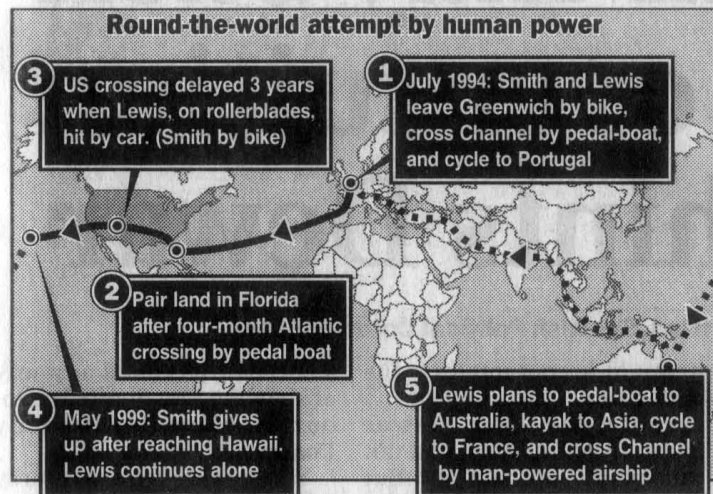 Round-the-world attempt by human power
1
July 1994: Smith and Lewis
leave Greenwich by bike,
cross Channel by pedal-boat,
and cycle to Portugal
2
Pair land in Florida
after four-month Atlantic
crossing by pedal boat
3
US crossing delayed 3 years
when Lewis, on rollerblades,
hit by car. (Smith by bike)
4
May 1999: Smith gives
up after reaching Hawaii.
Lewis continues alone
5
Lewis plans to pedal-boat to
Australia, kayak to Asia, cycle
to France, and cross Channel
by man-powered airship